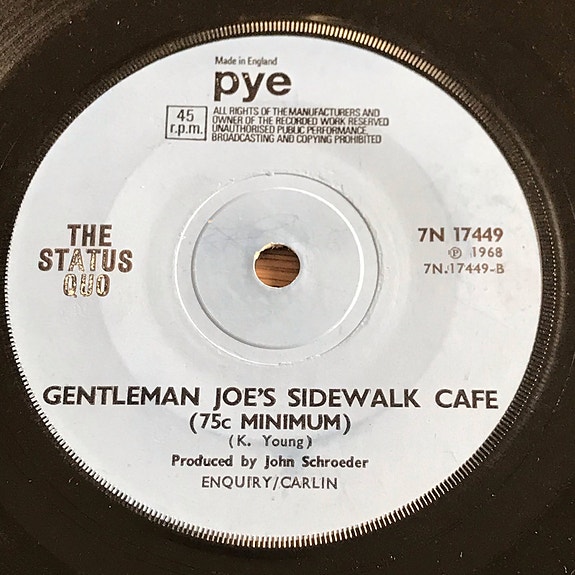 Made in England
pye
45
r.p.m.
ALL RIGHTS OF THE MANUFACTURERS AND
OWNER OF THE RECORDED WORK RESERVED
UNAUTHORISED PUBLIC PERFORMANCE,
BROADCASTING AND COPYING PROHIBITED
THE
STATUS
QUO
7N 17449
℗ 1968
7N.17449-B
GENTLEMAN JOE'S SIDEWALK CAFE
(75c MINIMUM)
(K. Young)
Produced by John Schroeder
ENQUIRY/CARLIN